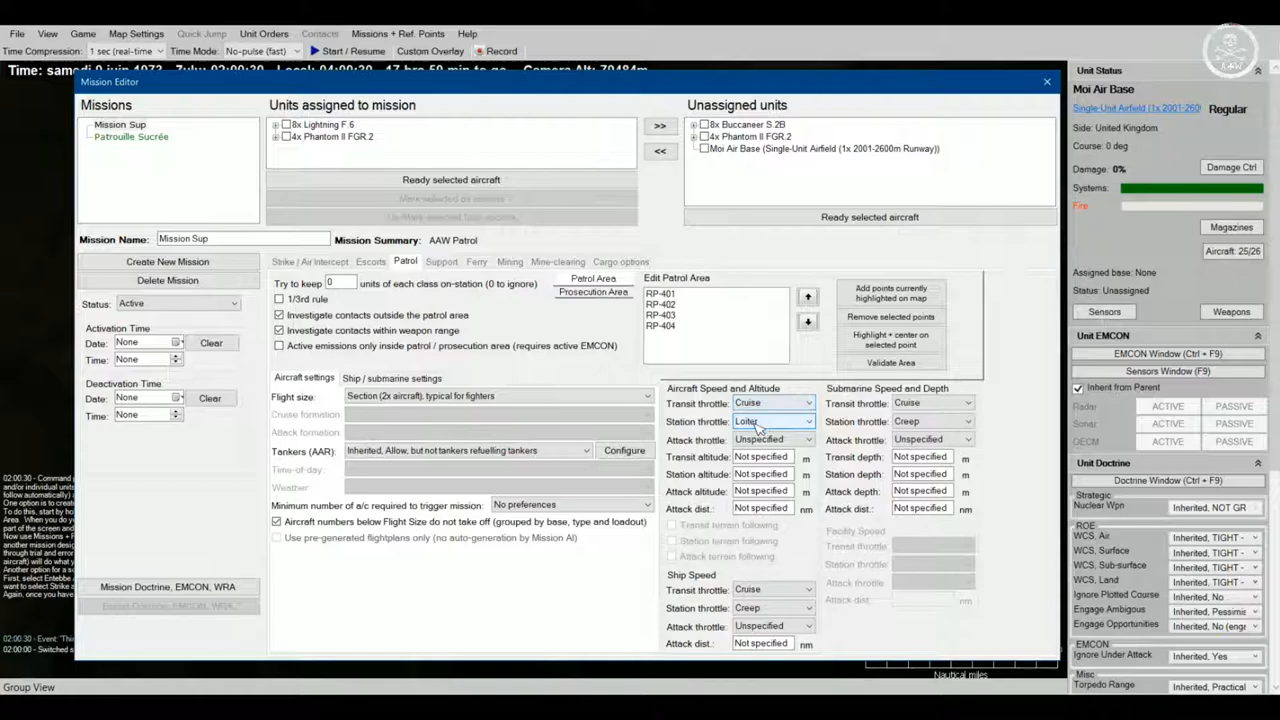 File View Game Map Settings Quick Jump Unit Orders Contacts Missions + Ref. Points Help
Time Compression: 1 sec (real-time) Time Mode: No-pulse (fast) Start / Resume Custom Overlay Record
Mission Editor
Missions
Mission Sup
Patrouille Sucrée
Units assigned to mission
8x Lightning F.6
4x Phantom II FGR.2
Ready selected aircraft
>>
<<
Unassigned units
8x Buccaneer S.2B
4x Phantom II FGR.2
Moi Air Base (Single-Unit Airfield (1x 2001-2600m Runway))
Ready selected aircraft
Mission Name: Mission Sup Mission Summary: AAW Patrol
Create New Mission
Delete Mission
Status: Active
Activation Time
Date: None Clear
Time: None
Deactivation Time
Date: None Clear
Time: None
Mission Doctrine, EMCON, WRA
Strike / Air Intercept Escorts Patrol Support Ferry Mining Mine-clearing Cargo options
Try to keep 0 units of each class on-station (0 to ignore)
1/3rd rule
Investigate contacts outside the patrol area
Investigate contacts within weapon range
Active emissions only inside patrol / prosecution area (requires active EMCON)
Patrol Area
Prosecution Area
Edit Patrol Area
RP-401
RP-402
RP-403
RP-404
Add points currently
highlighted on map
Remove selected points
Highlight + center on
selected point
Validate Area
Aircraft settings Ship / submarine settings
Flight size: Section (2x aircraft), typical for fighters
Cruise formation
Attack formation
Tankers (AAR): Inherited, Allow, but not tankers refuelling tankers Configure
Time-of-day:
Weather
Minimum number of a/c required to trigger mission: No preferences
Aircraft numbers below Flight Size do not take off (grouped by base, type and loadout)
Use pre-generated flightplans only (no auto-generation by Mission AI)
Aircraft Speed and Altitude
Transit throttle: Cruise
Station throttle: Loiter
Attack throttle: Unspecified
Transit altitude: Not specified m
Station altitude: Not specified m
Attack altitude: Not specified m
Attack dist.: Not specified nm
Transit terrain following
Station terrain following
Attack terrain following
Ship Speed
Transit throttle: Cruise
Station throttle: Creep
Attack throttle: Unspecified
Attack dist.: Not specified nm
Submarine Speed and Depth
Transit throttle: Cruise
Station throttle: Creep
Attack throttle: Unspecified
Transit depth: Not specified m
Station depth: Not specified m
Attack depth: Not specified m
Attack dist.: Not specified nm
Facility Speed
Transit throttle:
Station throttle:
Attack throttle:
Attack dist.: nm
Unit Status
Moi Air Base
Single-Unit Airfield (1x 2001-260 Regular
Side: United Kingdom
Course: 0 deg
Damage: 0% Damage Ctrl
Systems:
Fire
Magazines
Aircraft: 25/26
Assigned base: None
Status: Unassigned
Sensors Weapons
Unit EMCON
EMCON Window (Ctrl + F9)
Sensors Window (F9)
Inherit from Parent
Radar ACTIVE PASSIVE
Sonar ACTIVE PASSIVE
OECM ACTIVE PASSIVE
Unit Doctrine
Doctrine Window (Ctrl + F9)
Strategic
Nuclear Wpn Inherited, NOT GR
ROE
WCS, Air Inherited, TIGHT -
WCS, Surface Inherited, TIGHT -
WCS, Sub-surface Inherited, TIGHT -
WCS, Land Inherited, TIGHT -
Ignore Plotted Course Inherited, No
Engage Ambiguous Inherited, Pessimis
Engage Opportunities Inherited, No (eng
EMCON
Ignore Under Attack Inherited, Yes
Misc
Torpedo Range Inherited, Practical
Nautical miles
Group View